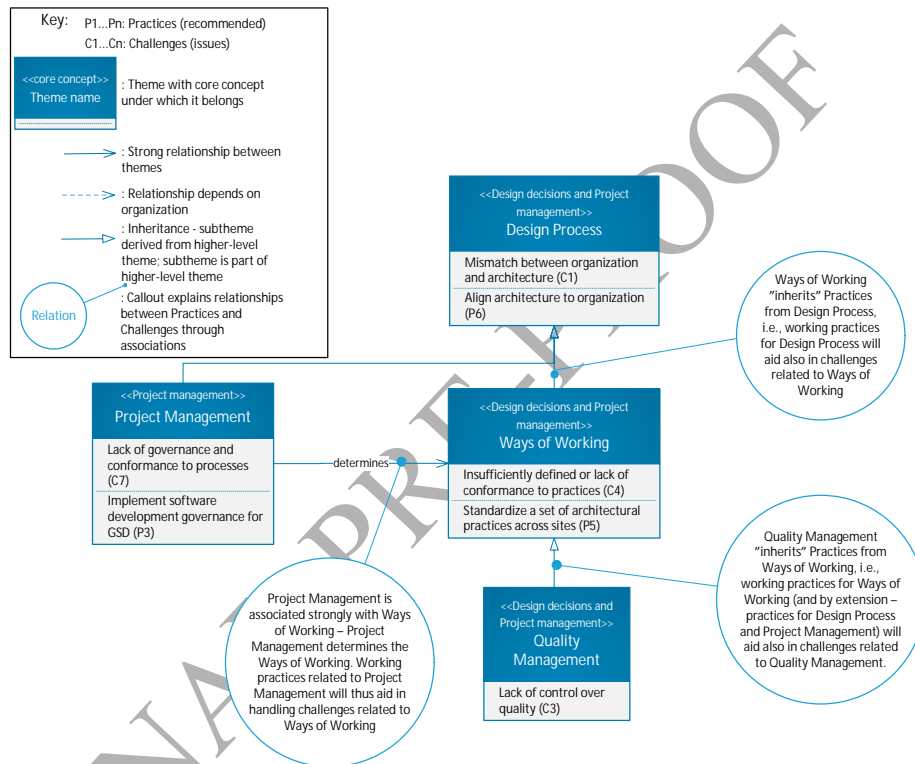 Key: P1...Pn: Practices (recommended)
C1...Cn: Challenges (issues)
<<core concept>>
Theme name
: Theme with core concept
under which it belongs
: Strong relationship between
themes
: Relationship depends on
organization
: Inheritance - subtheme
derived from higher-level
theme; subtheme is part of
higher-level theme
Relation
: Callout explains relationships
between Practices and
Challenges through
associations
<<Design decisions and Project
management>>
Design Process
Mismatch between organization
and architecture (C1)
Align architecture to organization
(P6)
Ways of Working
"inherits" Practices
from Design Process,
i.e., working practices
for Design Process will
aid also in challenges
related to Ways of
Working
<<Project management>>
Project Management
Lack of governance and
conformance to processes
(C7)
Implement software
development governance for
GSD (P3)
determines
<<Design decisions and Project
management>>
Ways of Working
Insufficiently defined or lack of
conformance to practices (C4)
Standardize a set of architectural
practices across sites (P5)
Quality Management
"inherits" Practices from
Ways of Working, i.e.,
working practices for Ways of
Working (and by extension –
practices for Design Process
and Project Management) will
aid also in challenges related
to Quality Management.
Project Management is
associated strongly with Ways
of Working – Project
Management determines the
Ways of Working. Working
practices related to Project
Management will thus aid in
handling challenges related to
Ways of Working
<<Design decisions and
Project management>>
Quality
Management
Lack of control over
quality (C3)